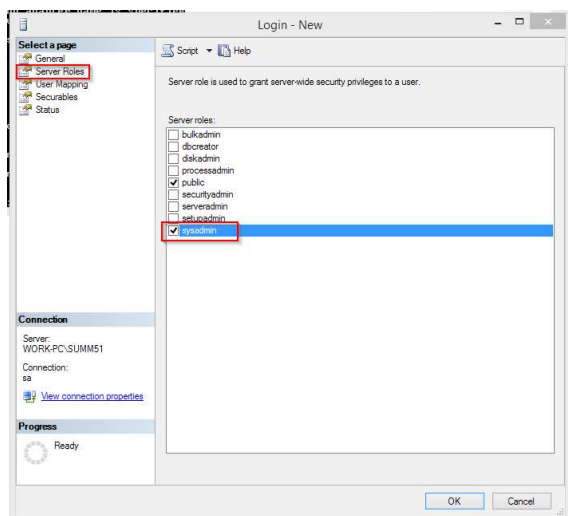 Login - New
Select a page
General
Server Roles
User Mapping
Securables
Status
Script
Help
Server role is used to grant server-wide security privileges to a user.
Server roles:
bulkadmin
dbcreator
diskadmin
processadmin
public
securityadmin
serveradmin
setupadmin
sysadmin
Connection
Server:
WORK-PC\SUMM51
Connection:
sa
View connection properties
Progress
Ready
OK
Cancel